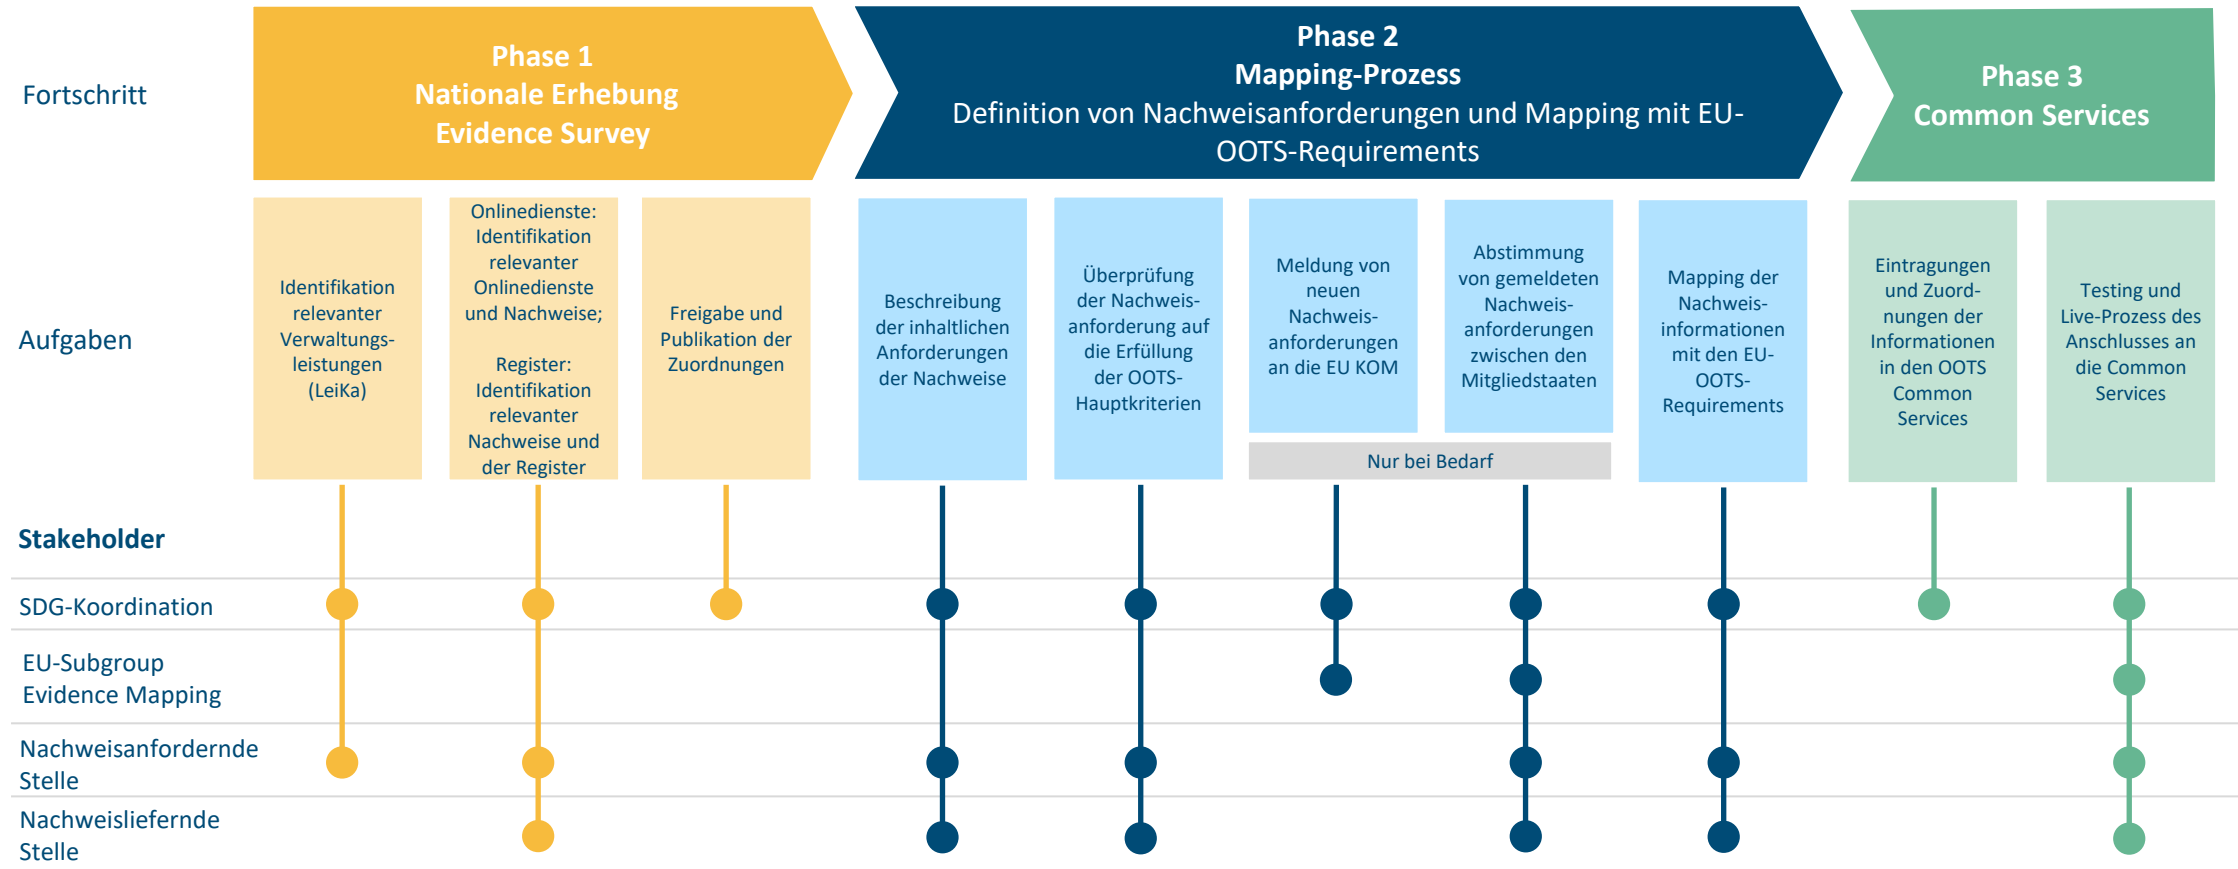 Fortschritt
Phase 1
Nationale Erhebung
Evidence Survey
Phase 2
Mapping-Prozess
Definition von Nachweisanforderungen und Mapping mit EU-
OOTS-Requirements
Phase 3
Common Services
Aufgaben
Identifikation
relevanter
Verwaltungs-
leistungen
(LeiKa)
Onlinedienste:
Identifikation
relevanter
Onlinedienste
und Nachweise;
Register:
Identifikation
relevanter
Nachweise und
der Register
Freigabe und
Publikation der
Zuordnungen
Beschreibung
der inhaltlichen
Anforderungen
der Nachweise
Überprüfung
der Nachweis-
anforderung auf
die Erfüllung
der OOTS-
Hauptkriterien
Meldung von
neuen
Nachweis-
anforderungen
an die EU KOM
Abstimmung
von gemeldeten
Nachweis-
anforderungen
zwischen den
Mitgliedstaaten
Nur bei Bedarf
Mapping der
Nachweis-
informationen
mit den EU-
OOTS-
Requirements
Eintragungen
und Zuord-
nungen der
Informationen
in den OOTS
Common
Services
Testing und
Live-Prozess des
Anschlusses an
die Common
Services
Stakeholder
SDG-Koordination
EU-Subgroup
Evidence Mapping
Nachweisanfordernde
Stelle
Nachweisliefernde
Stelle